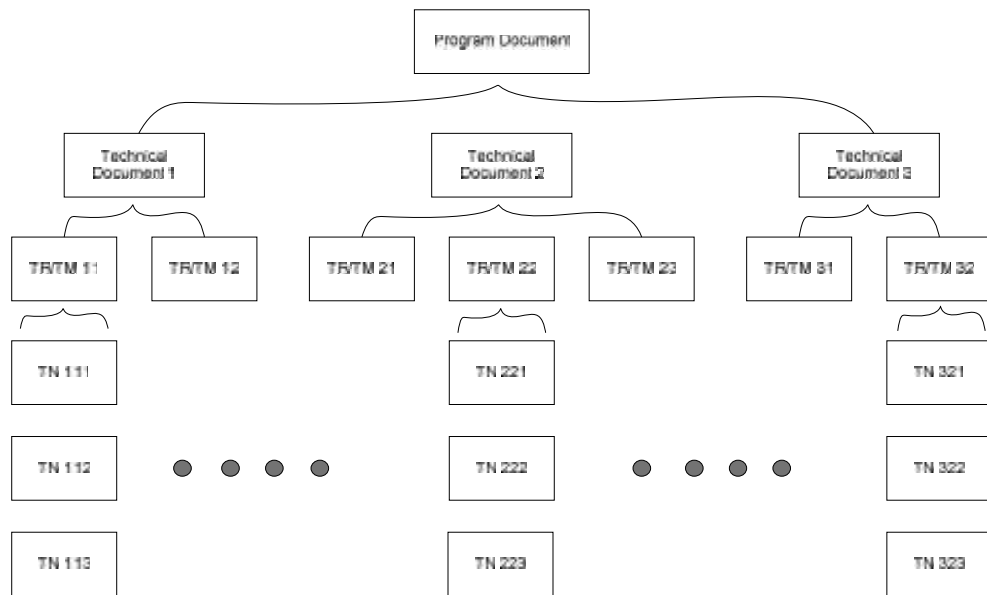 Program Document
Technical
Document 1
Technical
Document 2
Technical
Document 3
TR/TM 11
TR/TM 12
TR/TM 21
TR/TM 22
TR/TM 23
TR/TM 31
TR/TM 32
TN 111
TN 221
TN 321
TN 112
TN 222
TN 322
TN 113
TN 223
TN 323